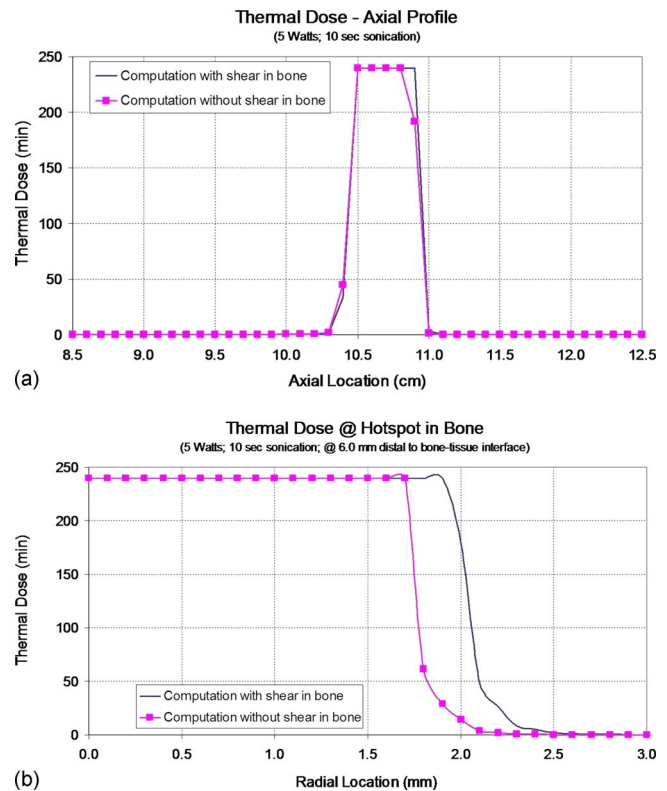 Thermal Dose - Axial Profile
(5 Watts; 10 sec sonication)
250
200
150
100
50
0
Thermal Dose (min)
Computation with shear in bone
Computation without shear in bone
8.5 9.0 9.5 10.0 10.5 11.0 11.5 12.0 12.5
Axial Location (cm)
(a)
Thermal Dose @ Hotspot in Bone
(5 Watts; 10 sec sonication; @ 6.0 mm distal to bone-tissue interface)
250
200
150
100
50
0
Thermal Dose (min)
Computation with shear in bone
Computation without shear in bone
0.0 0.5 1.0 1.5 2.0 2.5 3.0
Radial Location (mm)
(b)